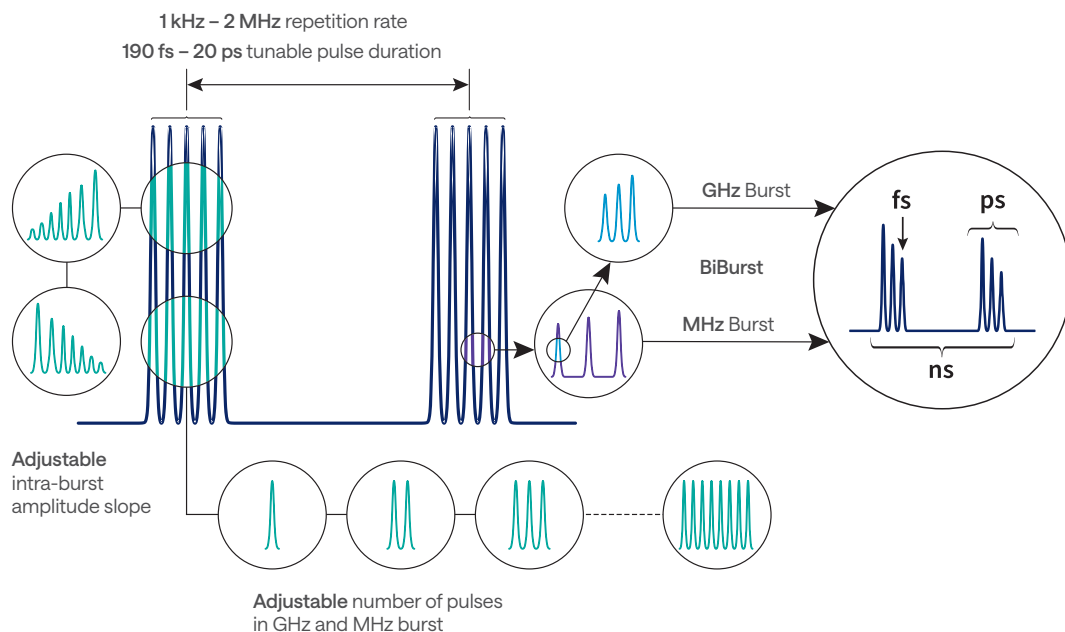 1 kHz – 2 MHz repetition rate
190 fs – 20 ps tunable pulse duration
GHz Burst
fs
ps
BiBurst
MHz Burst
ns
Adjustable
intra-burst
amplitude slope
Adjustable number of pulses
in GHz and MHz burst